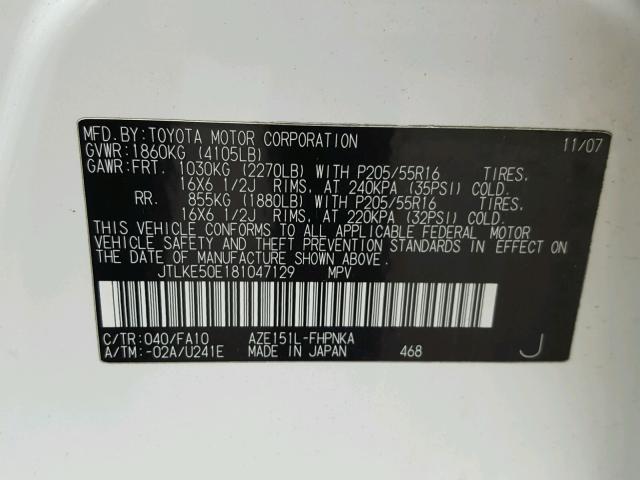 MFD.BY:TOYOTA MOTOR CORPORATION 11/07
GVWR:1860KG (4105LB)
GAWR:FRT. 1030KG (2270LB) WITH P205/55R16 TIRES,
16X6 1/2J RIMS, AT 240KPA (35PSI) COLD.
RR. 855KG (1880LB) WITH P205/55R16 TIRES,
16X6 1/2J RIMS, AT 220KPA (32PSI) COLD.
THIS VEHICLE CONFORMS TO ALL APPLICABLE FEDERAL MOTOR
VEHICLE SAFETY AND THEFT PREVENTION STANDARDS IN EFFECT ON
THE DATE OF MANUFACTURE SHOWN ABOVE.
JTLKE50E181047129 MPV
C/TR:040/FA10 AZE151L-FHPNKA
A/TM:-02A/U241E MADE IN JAPAN 468 J